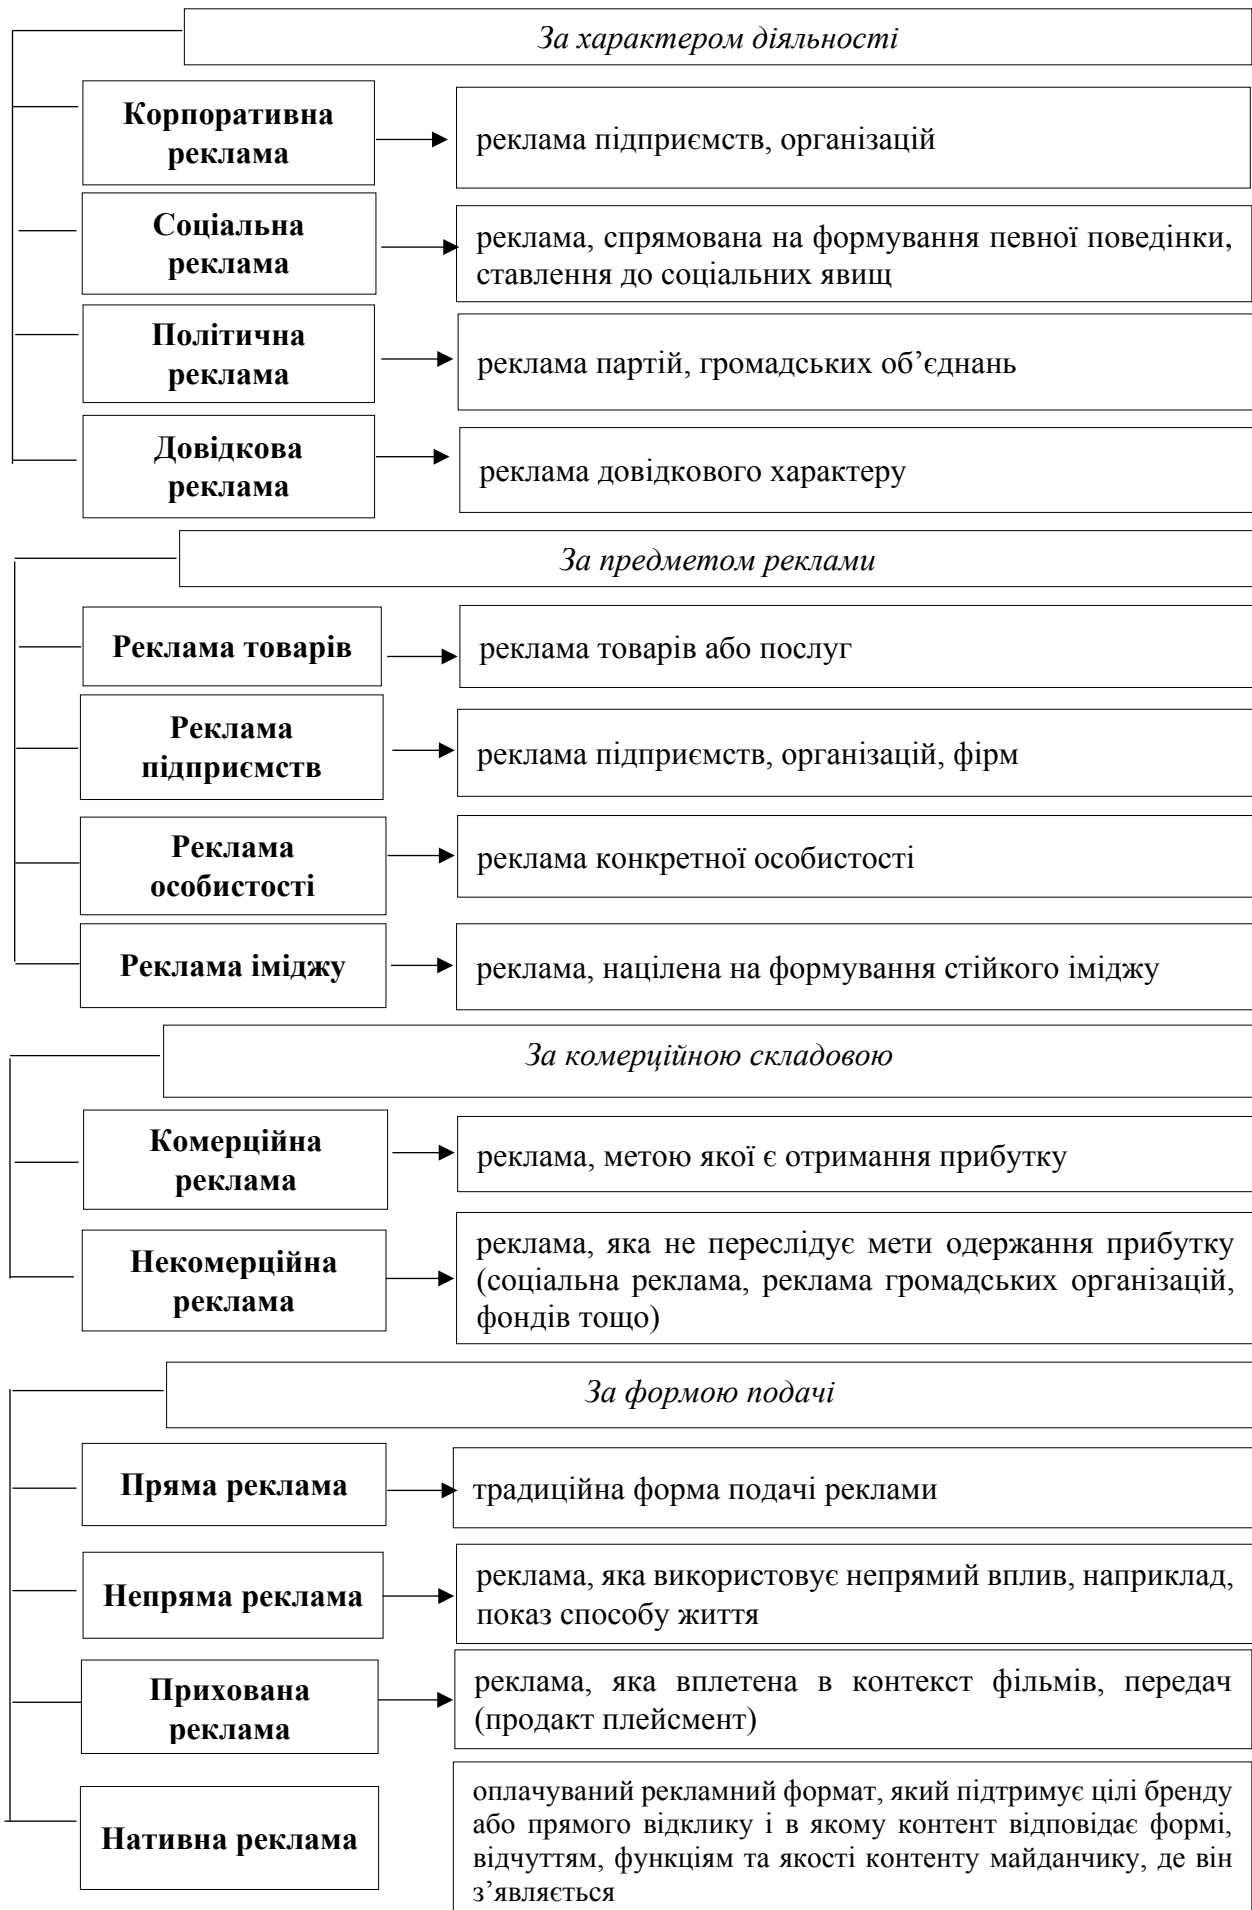 За характером діяльності
Корпоративна
реклама
реклама підприємств, організацій
Соціальна
реклама
реклама, спрямована на формування певної поведінки,
ставлення до соціальних явищ
Політична
реклама
реклама партій, громадських об’єднань
Довідкова
реклама
реклама довідкового характеру
За предметом реклами
Реклама товарів
реклама товарів або послуг
Реклама
підприємств
реклама підприємств, організацій, фірм
Реклама
особистості
реклама конкретної особистості
Реклама іміджу
реклама, націлена на формування стійкого іміджу
За комерційною складовою
Комерційна
реклама
реклама, метою якої є отримання прибутку
Некомерційна
реклама
реклама, яка не переслідує мети одержання прибутку
(соціальна реклама, реклама громадських організацій,
фондів тощо)
За формою подачі
Пряма реклама
традиційна форма подачі реклами
Непряма реклама
реклама, яка використовує непрямий вплив, наприклад,
показ способу життя
Прихована
реклама
реклама, яка вплетена в контекст фільмів, передач
(продакт плейсмент)
Нативна реклама
оплачуваний рекламний формат, який підтримує цілі бренду
або прямого відклику і в якому контент відповідає формі,
відчуттям, функціям та якості контенту майданчику, де він
з’являється